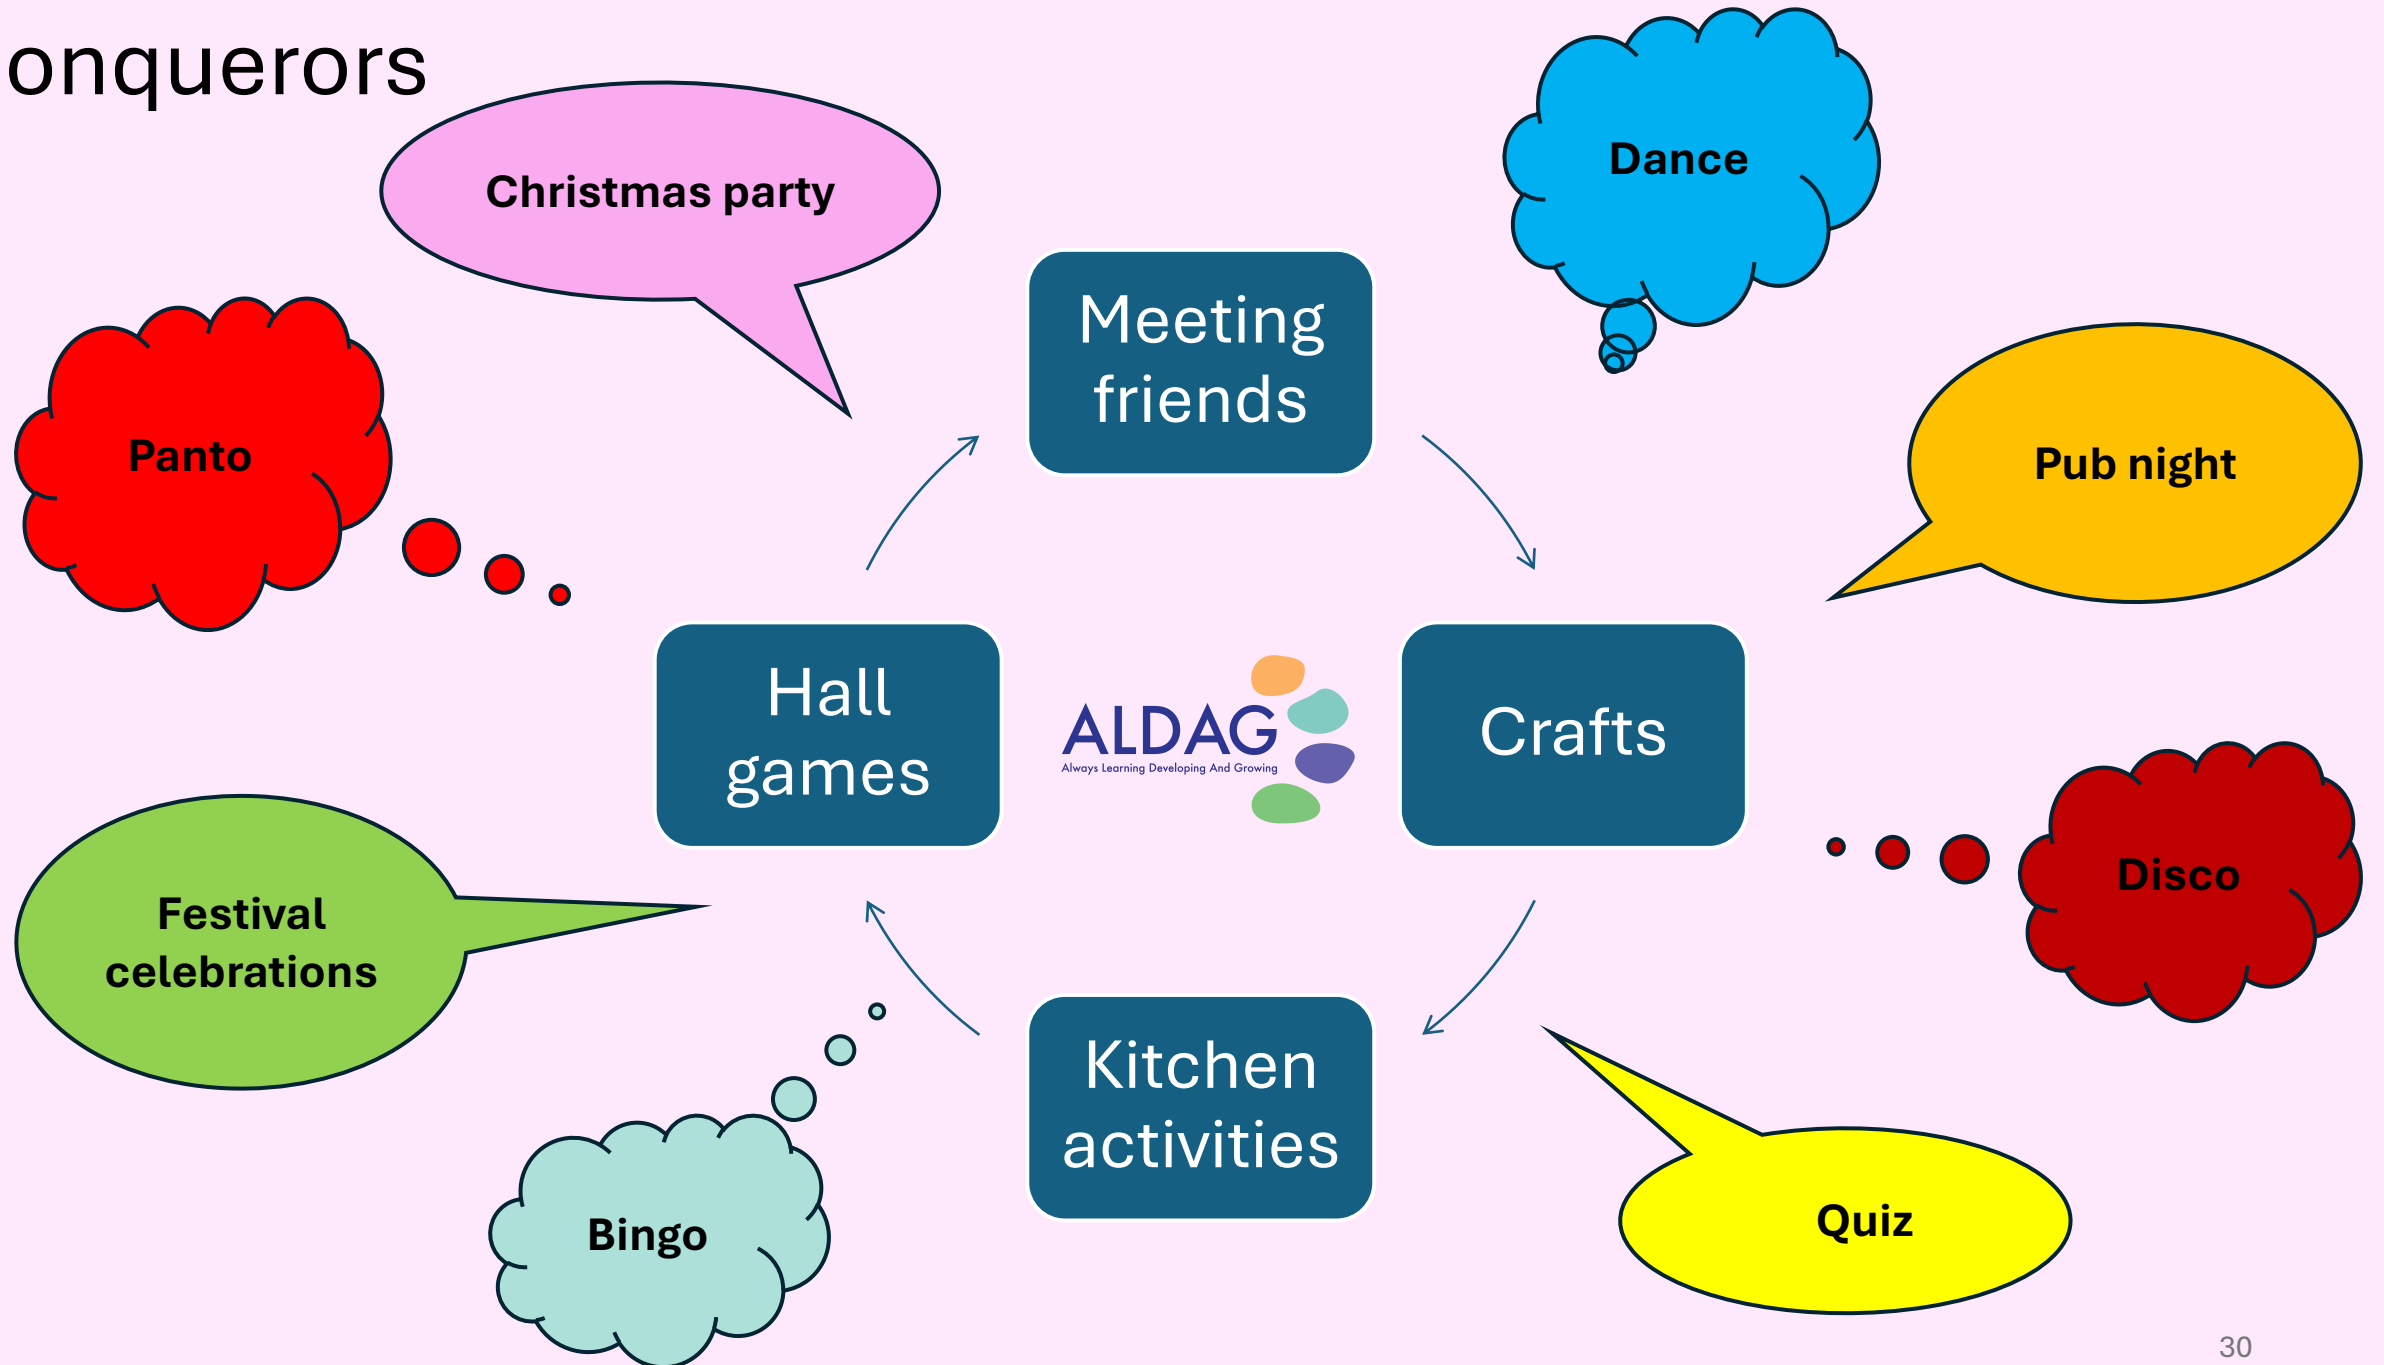 onquerors
Christmas party
Dance
Meeting
friends
Panto
Pub night
Hall
games
ALDAG
Always Learning Developing And Growing
Crafts
Festival
celebrations
Disco
Kitchen
activities
Bingo
Quiz
30